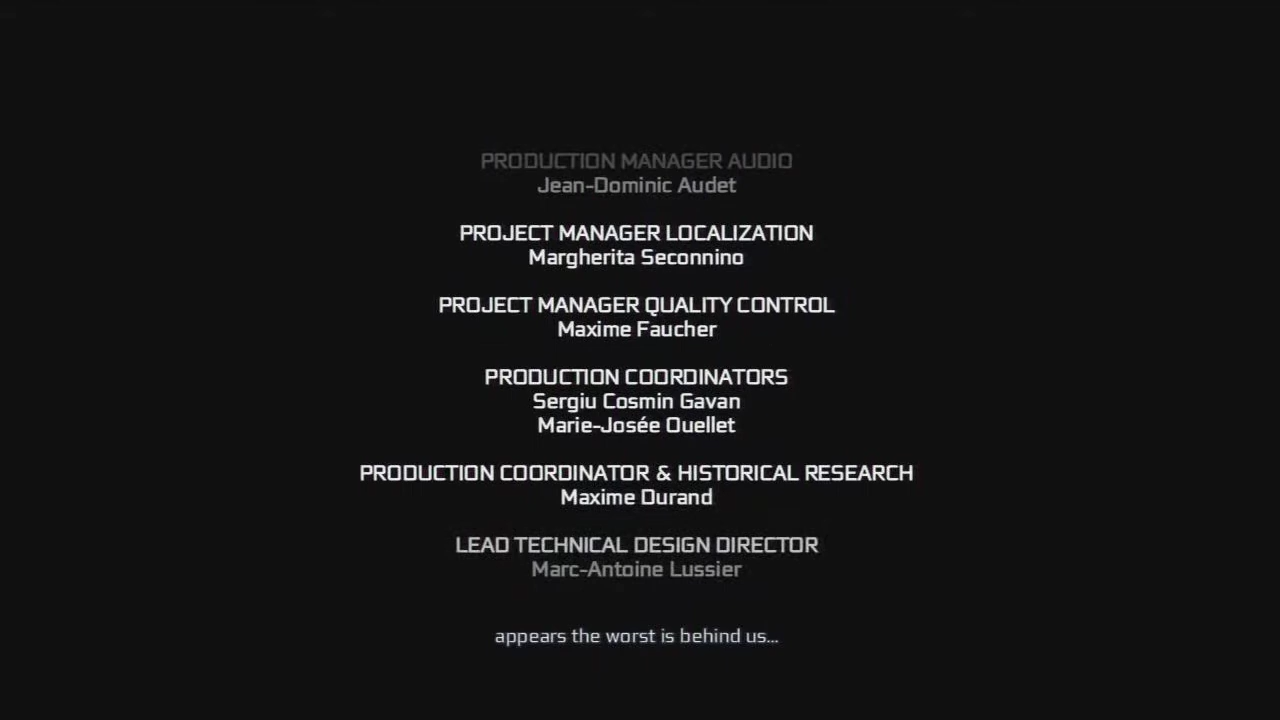 PRODUCTION MANAGER AUDIO
Jean-Dominic Audet
PROJECT MANAGER LOCALIZATION
Margherita Seconnino
PROJECT MANAGER QUALITY CONTROL
Maxime Faucher
PRODUCTION COORDINATORS
Sergiu Cosmin Gavan
Marie-Josée Ouellet
PRODUCTION COORDINATOR & HISTORICAL RESEARCH
Maxime Durand
LEAD TECHNICAL DESIGN DIRECTOR
Marc-Antoine Lussier
appears the worst is behind us...